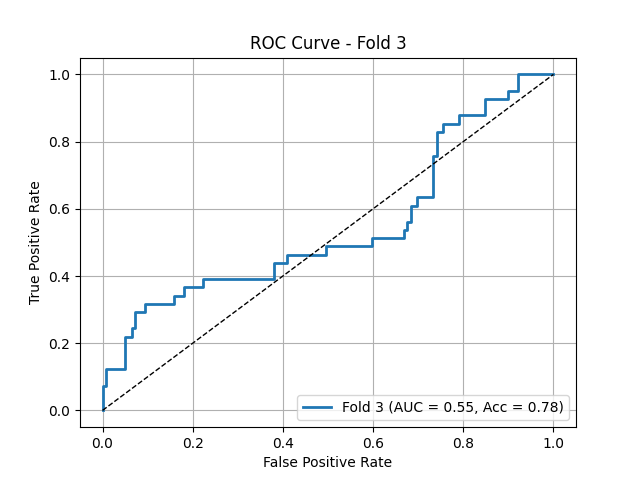 ROC Curve - Fold 3
1.0
0.8
0.6
0.4
0.2
0.0
True Positive Rate
0.0 0.2 0.4 0.6 0.8 1.0
False Positive Rate
Fold 3 (AUC = 0.55, Acc = 0.78)